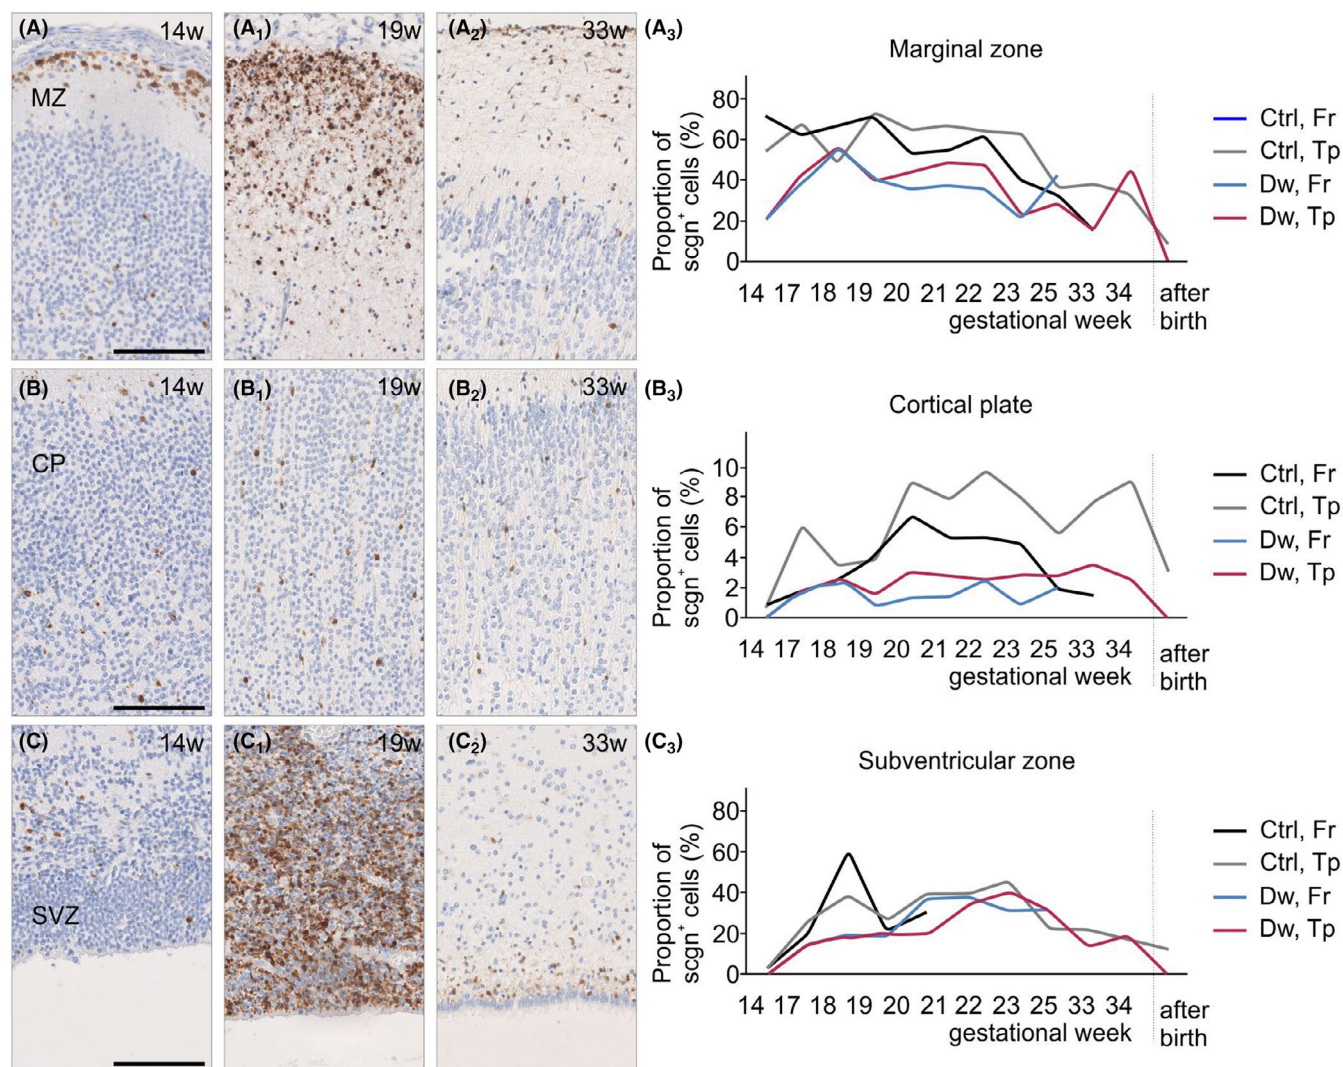 (A) 14w
MZ
(A1) 19w
(A2) 33w
(A3)
Marginal zone
Proportion of
scgn+ cells (%)
80
60
40
20
0
14 17 18 19 20 21 22 23 25 33 34 after
gestational week birth
Ctrl, Fr
Ctrl, Tp
Dw, Fr
Dw, Tp
(B) 14w
CP
(B1) 19w
(B2) 33w
(B3)
Cortical plate
Proportion of
scgn+ cells (%)
10
8
6
4
2
0
14 17 18 19 20 21 22 23 25 33 34 after
gestational week birth
Ctrl, Fr
Ctrl, Tp
Dw, Fr
Dw, Tp
(C) 14w
SVZ
(C1) 19w
(C2) 33w
(C3)
Subventricular zone
Proportion of
scgn+ cells (%)
80
60
40
20
0
14 17 18 19 20 21 22 23 25 33 34 after
gestational week birth
Ctrl, Fr
Ctrl, Tp
Dw, Fr
Dw, Tp